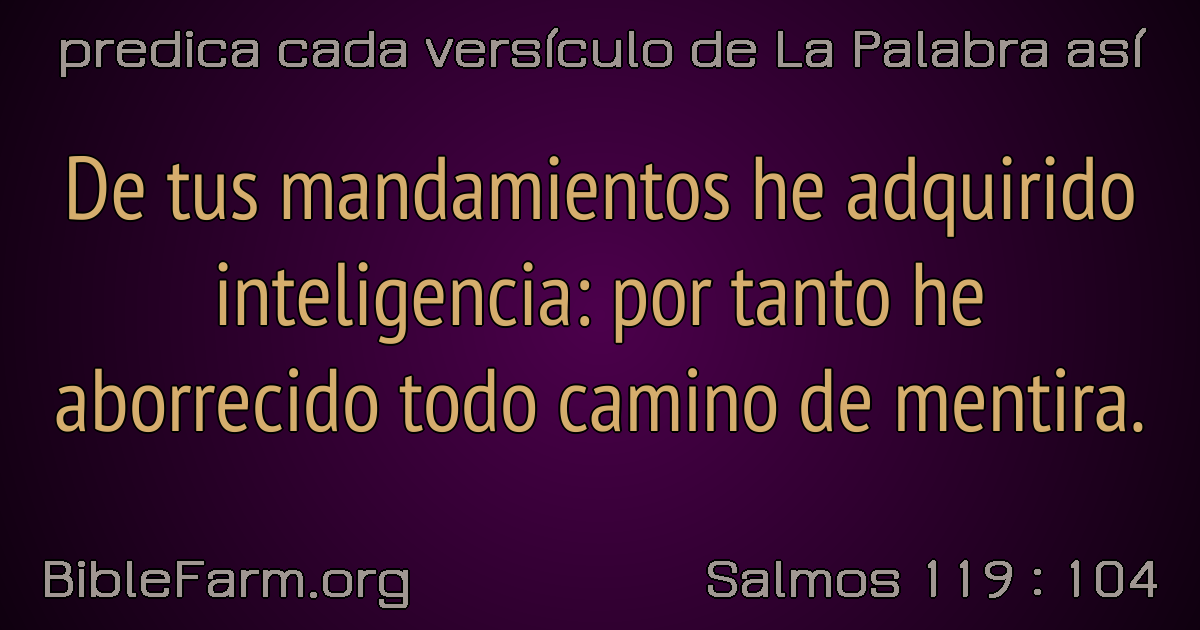 predica cada versículo de La Palabra así
De tus mandamientos he adquirido
inteligencia: por tanto he
aborrecido todo camino de mentira.
BibleFarm.org
Salmos 119 : 104